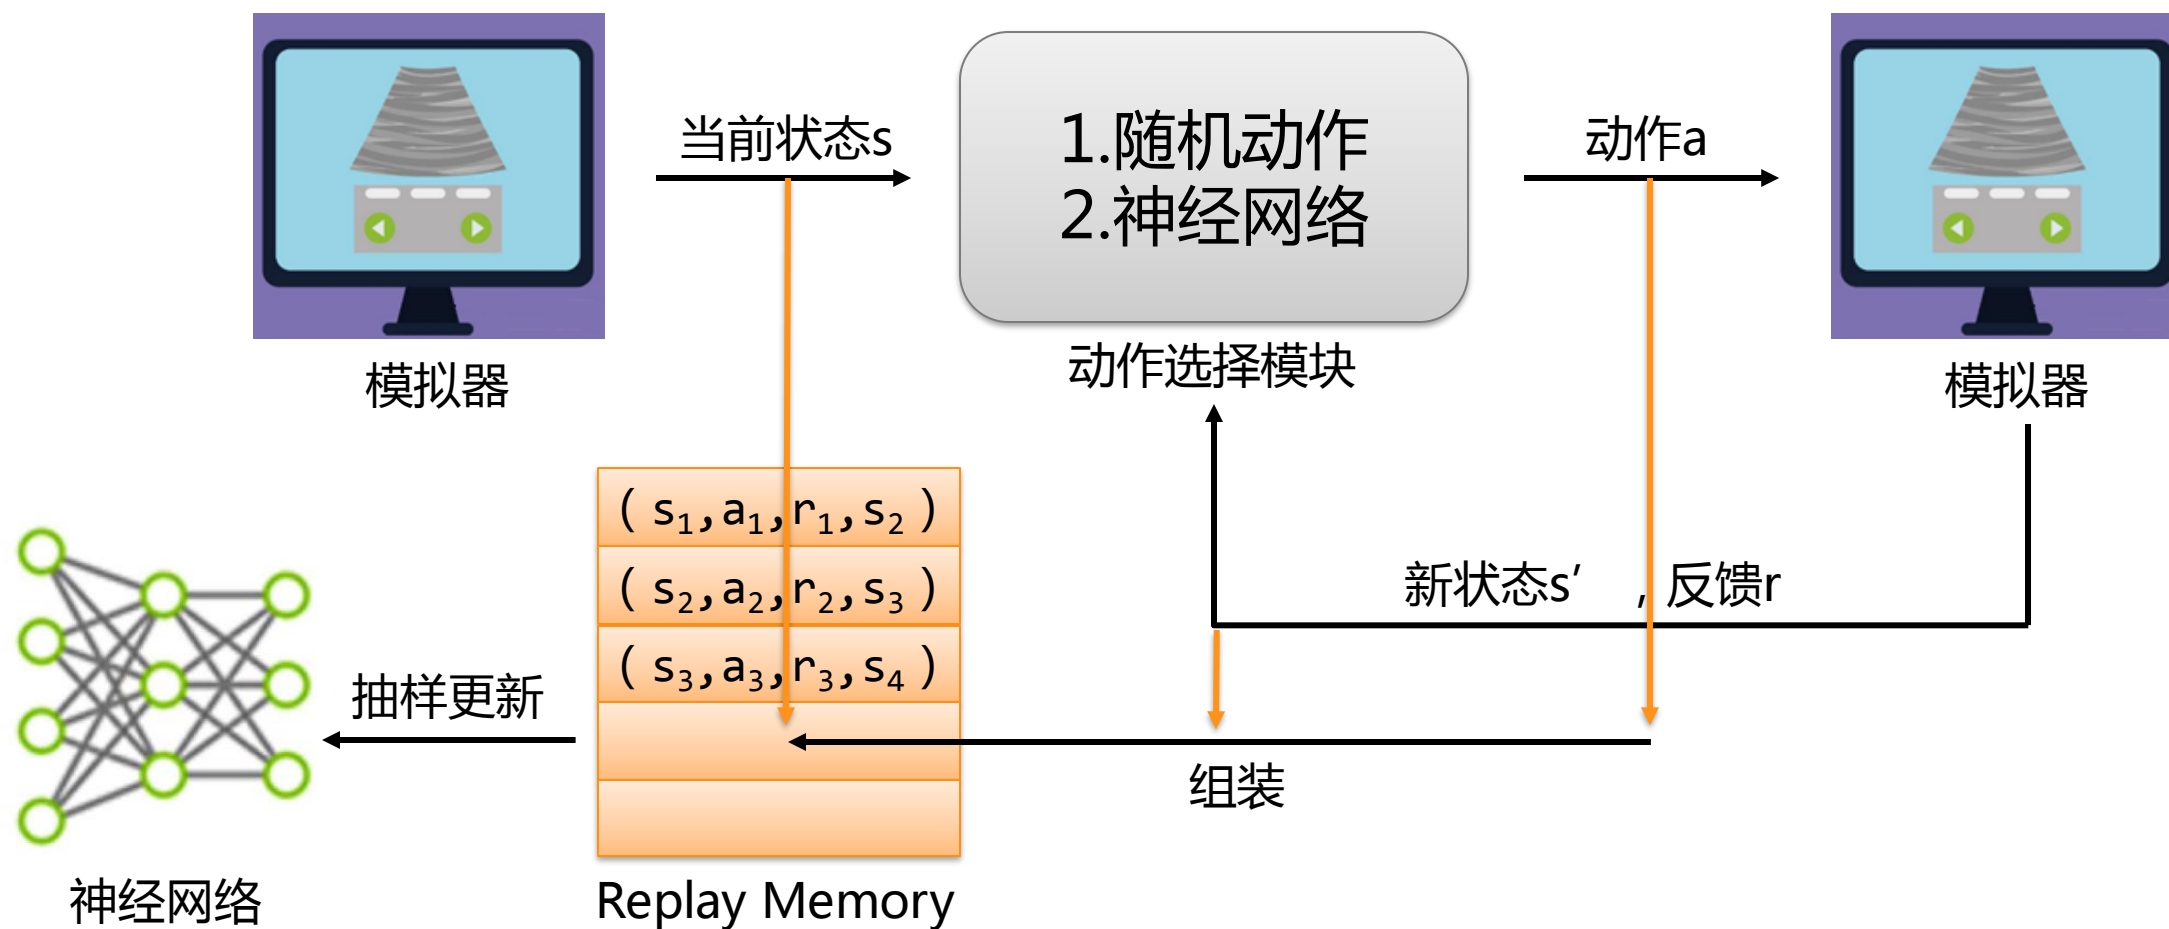 当前状态s
1.随机动作
2.神经网络
动作a
模拟器
动作选择模块
模拟器
(s₁,a₁,r₁,s₂)
(s₂,a₂,r₂,s₃)
(s₃,a₃,r₃,s₄)
新状态s′ ,反馈r
抽样更新
组装
神经网络
Replay Memory